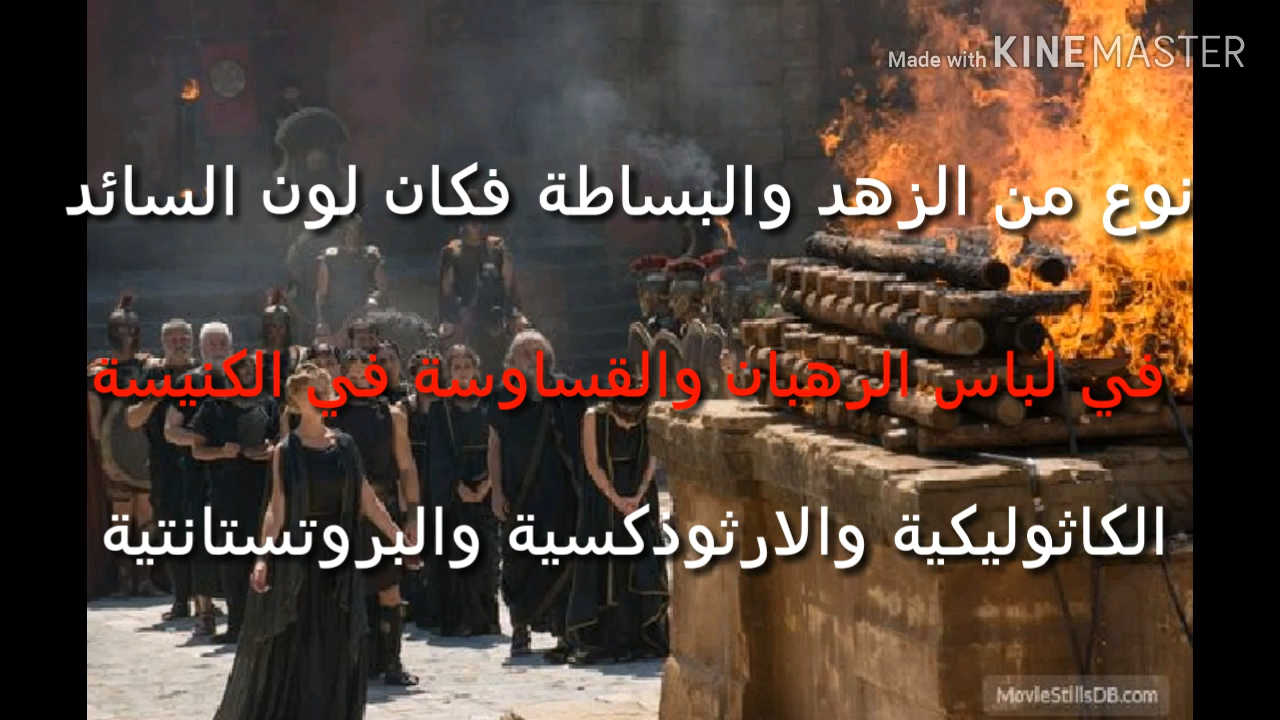 Made with KINEMASTER
نوع من الزهد والبساطة فكان لون السائد
في لباس الرهبان والقساوسة في الكنيسة
الكاثوليكية والارثوذكسية والبروتستانتية
MovieStillsDB.com